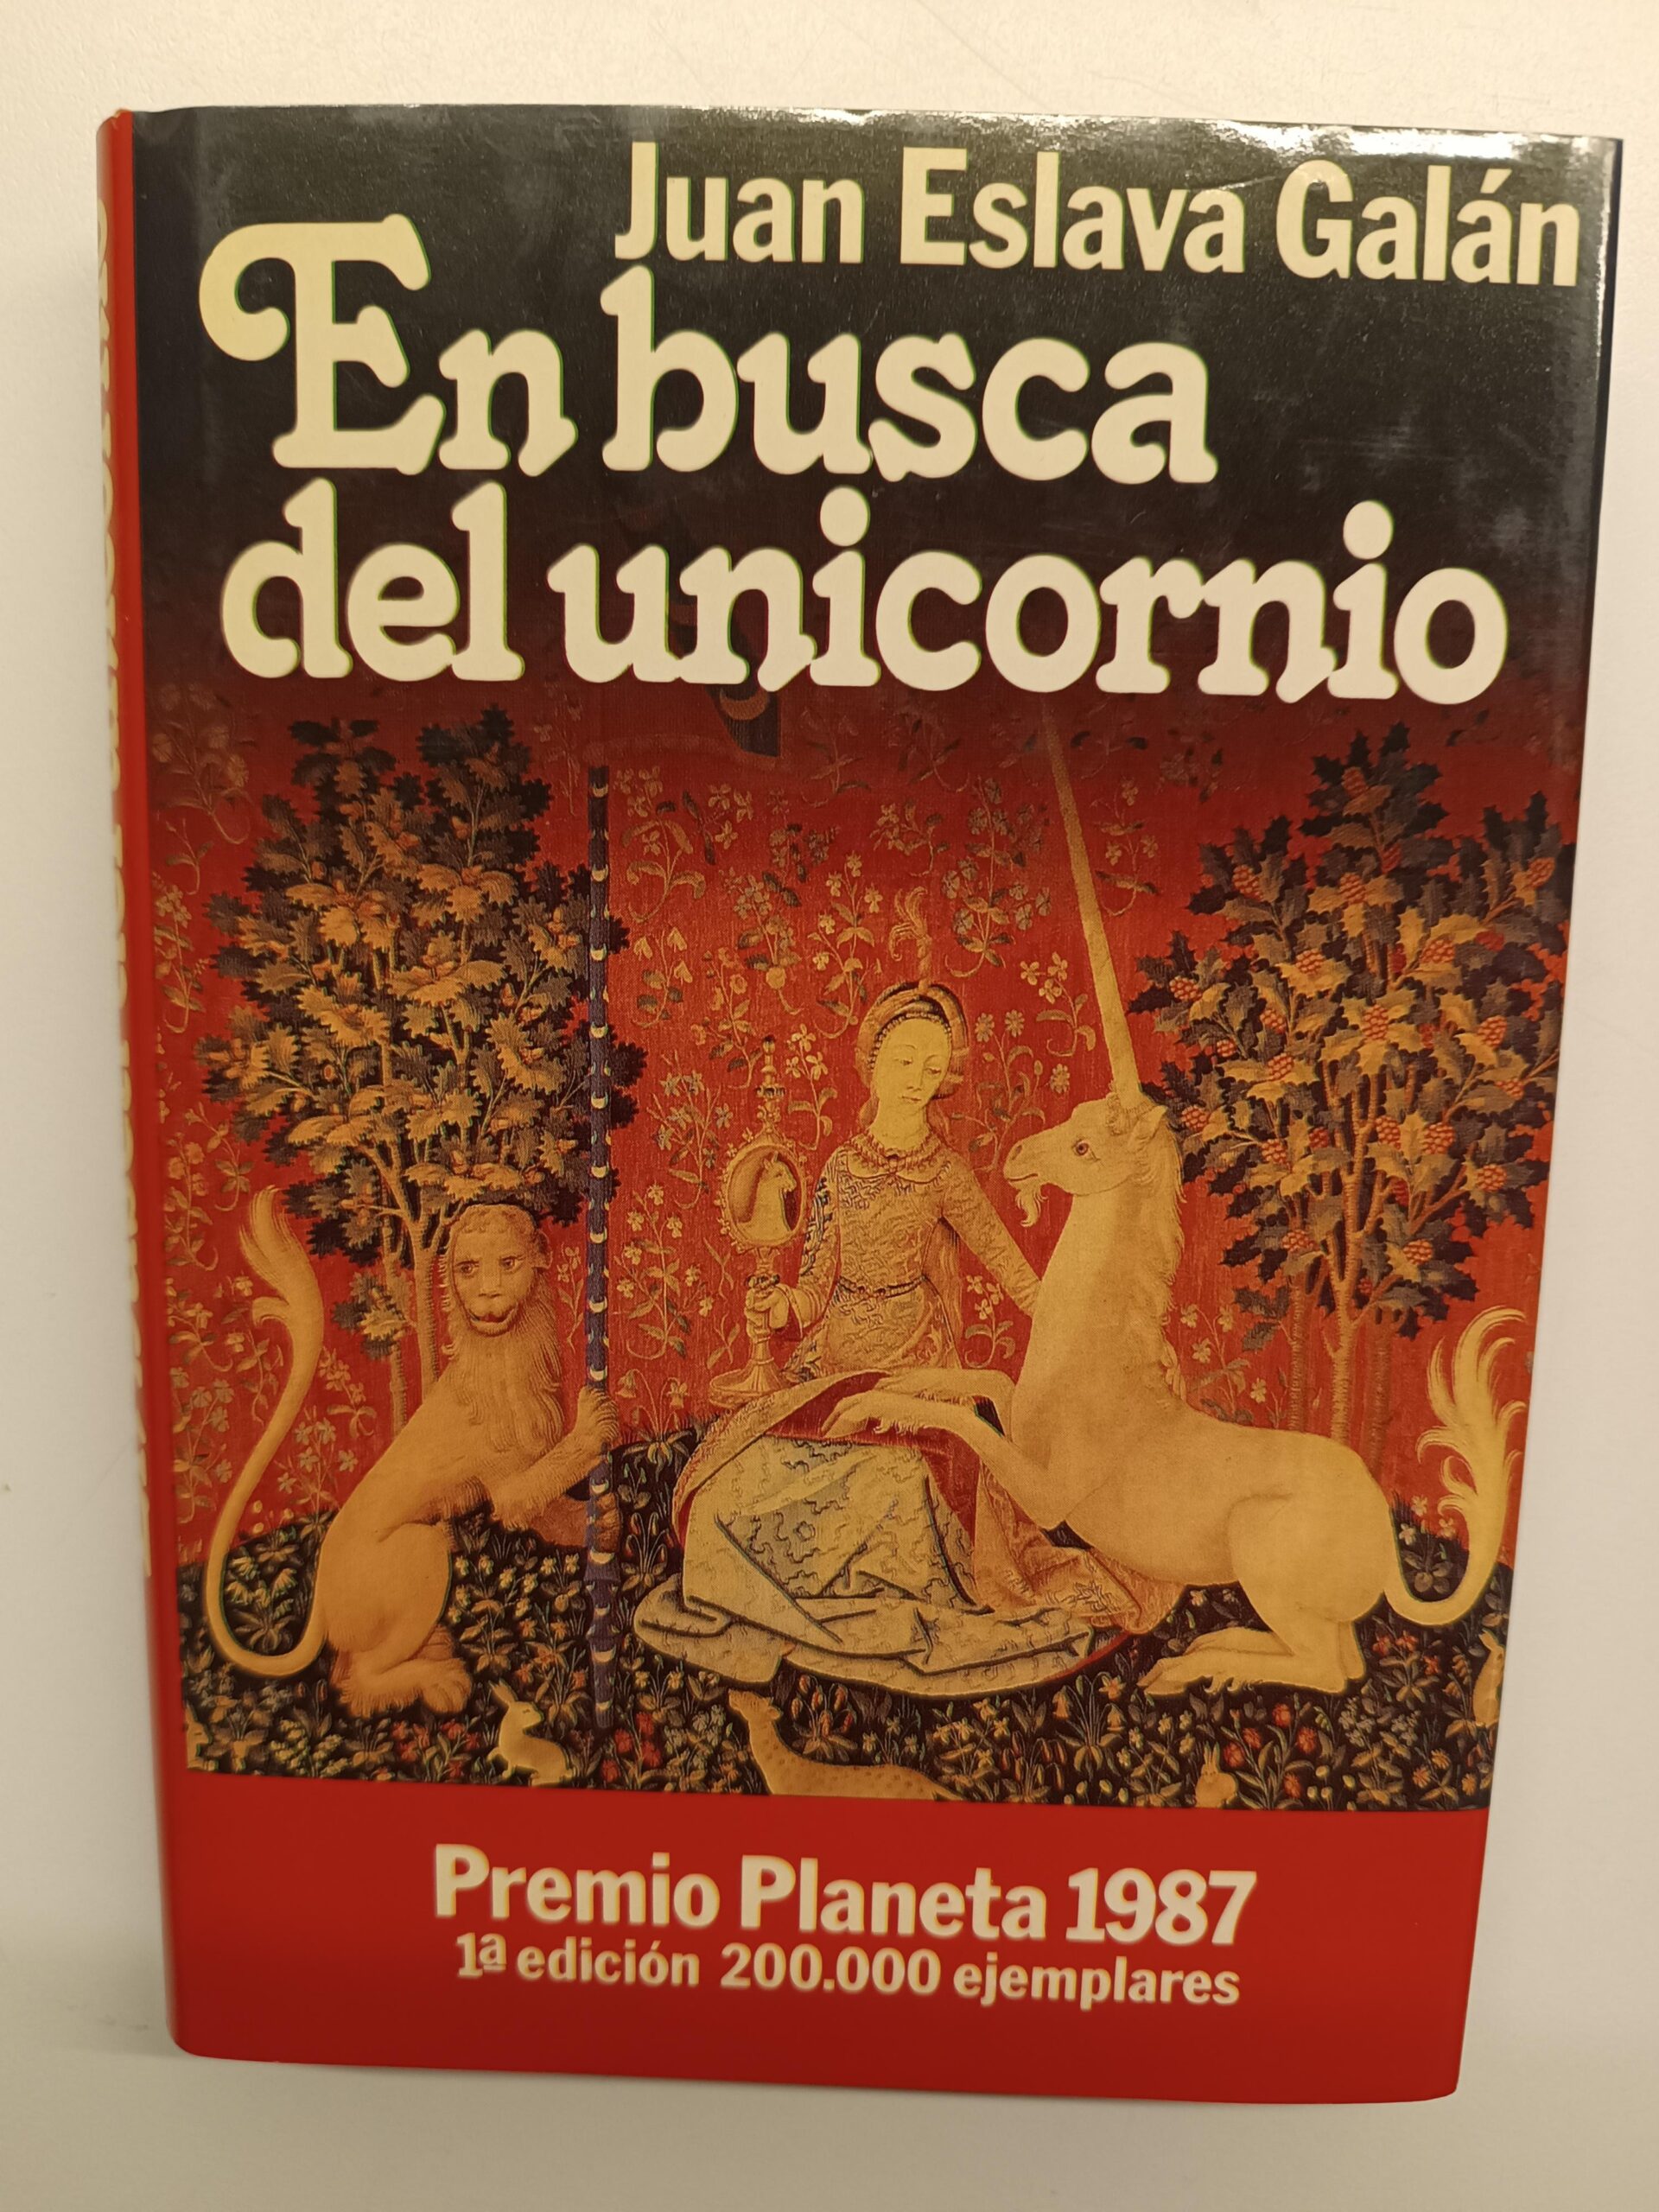 Juan Eslava Galán
En busca
del unicornio
Premio Planeta 1987
1ª edición 200.000 ejemplares